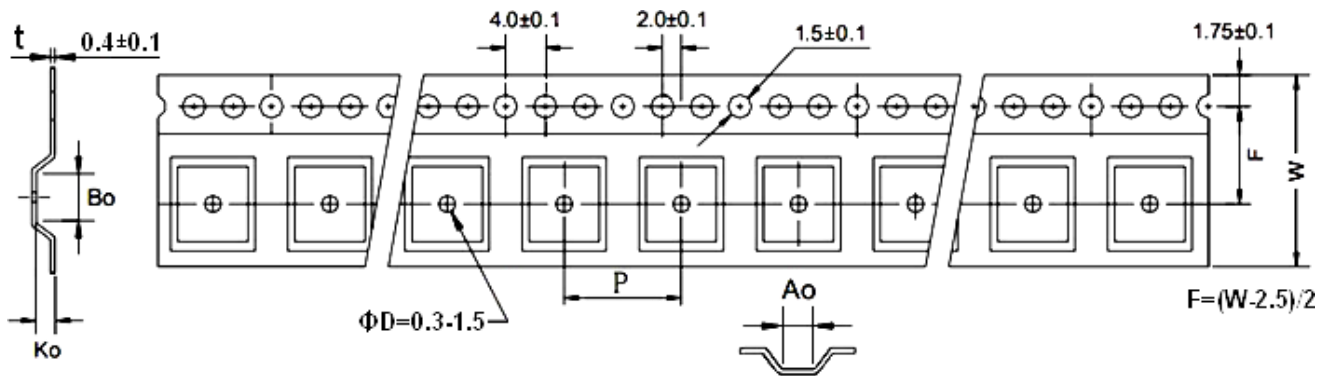 4.0±0.1
2.0±0.1
1.5±0.1
1.75±0.1
t
0.4±0.1
Bo
F
W
P
Ao
ΦD=0.3-1.5
F=(W-2.5)/2
Ko